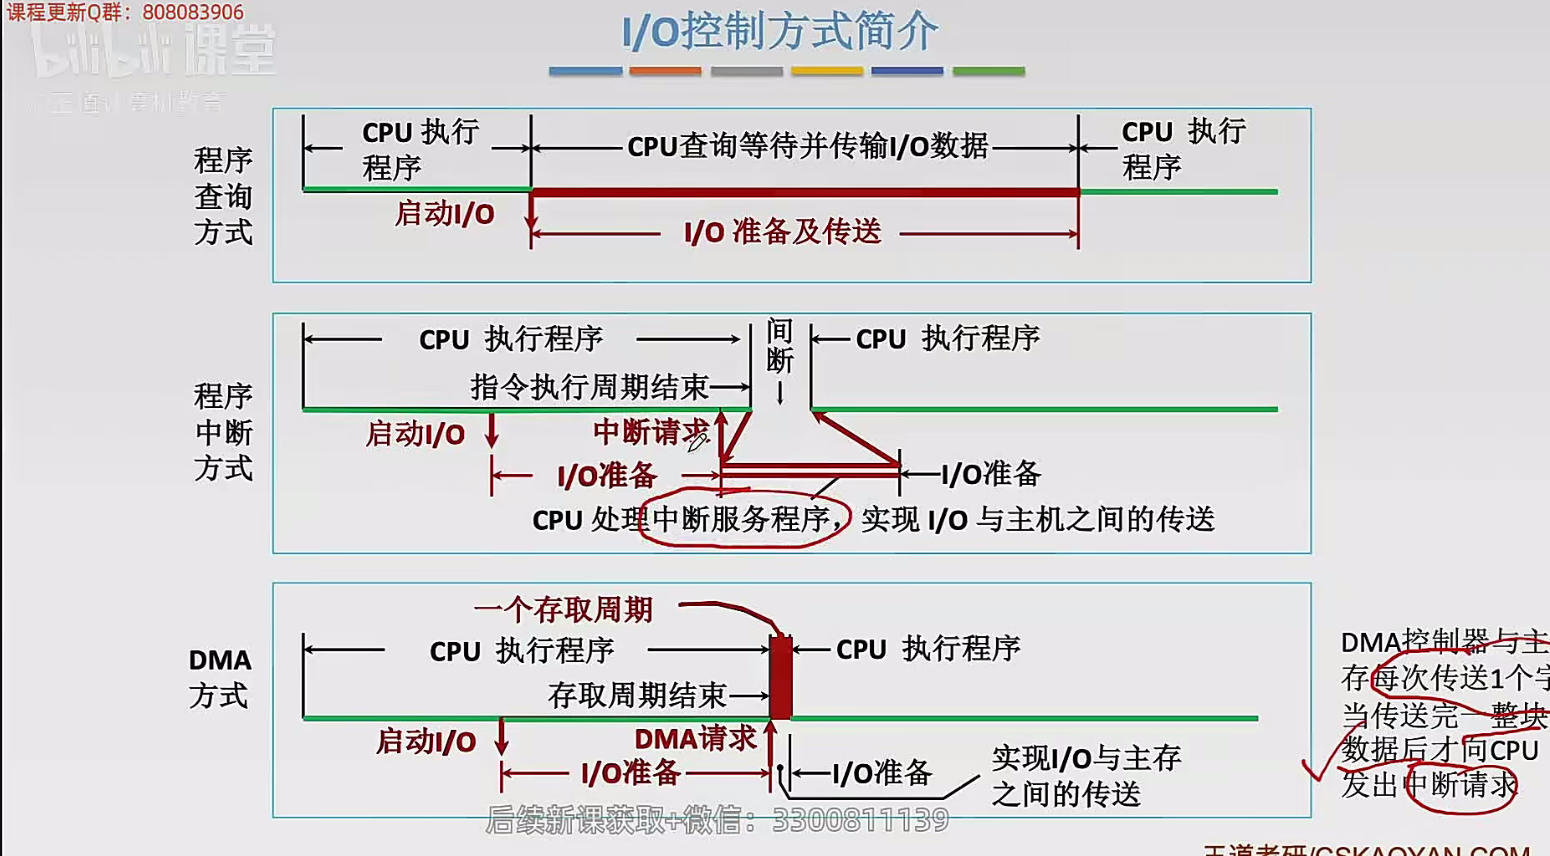 课程更新Q群：808083906
bilibili课堂
I/O控制方式简介
程序
查询
方式
CPU 执行
程序
CPU查询等待并传输I/O数据
CPU 执行
程序
启动I/O
I/O 准备及传送
程序
中断
方式
CPU 执行程序
间
断
CPU 执行程序
指令执行周期结束
启动I/O
中断请求
I/O准备
I/O准备
CPU 处理中断服务程序，实现 I/O 与主机之间的传送
DMA
方式
一个存取周期
CPU 执行程序
CPU 执行程序
存取周期结束
启动I/O
DMA请求
I/O准备
I/O准备
实现I/O与主存
之间的传送
DMA控制器与主
存每次传送1个字
当传送完一整块
数据后才向CPU
发出中断请求
后续新课获取+微信：3300811139
王道考研/CSKAOYAN.COM